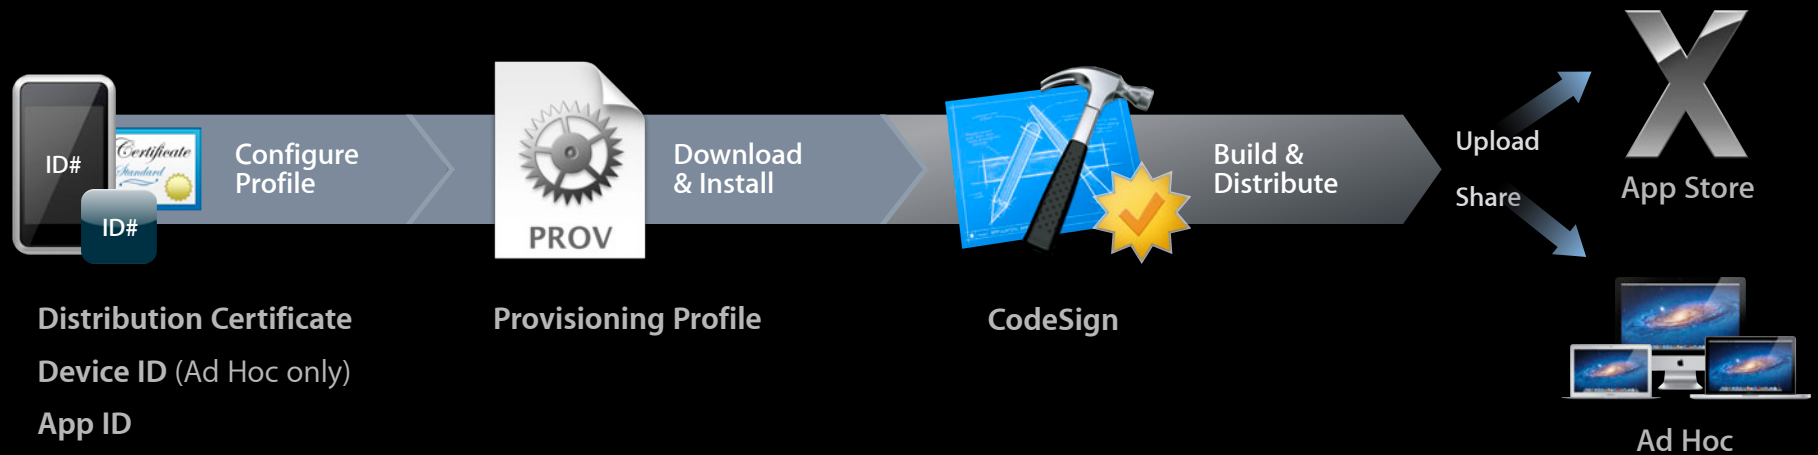 ID#
Certificate
Standard
ID#
Configure
Profile
PROV
Download
& Install
Build &
Distribute
Upload
Share
X
App Store
Distribution Certificate
Device ID (Ad Hoc only)
App ID
Provisioning Profile
CodeSign
Ad Hoc